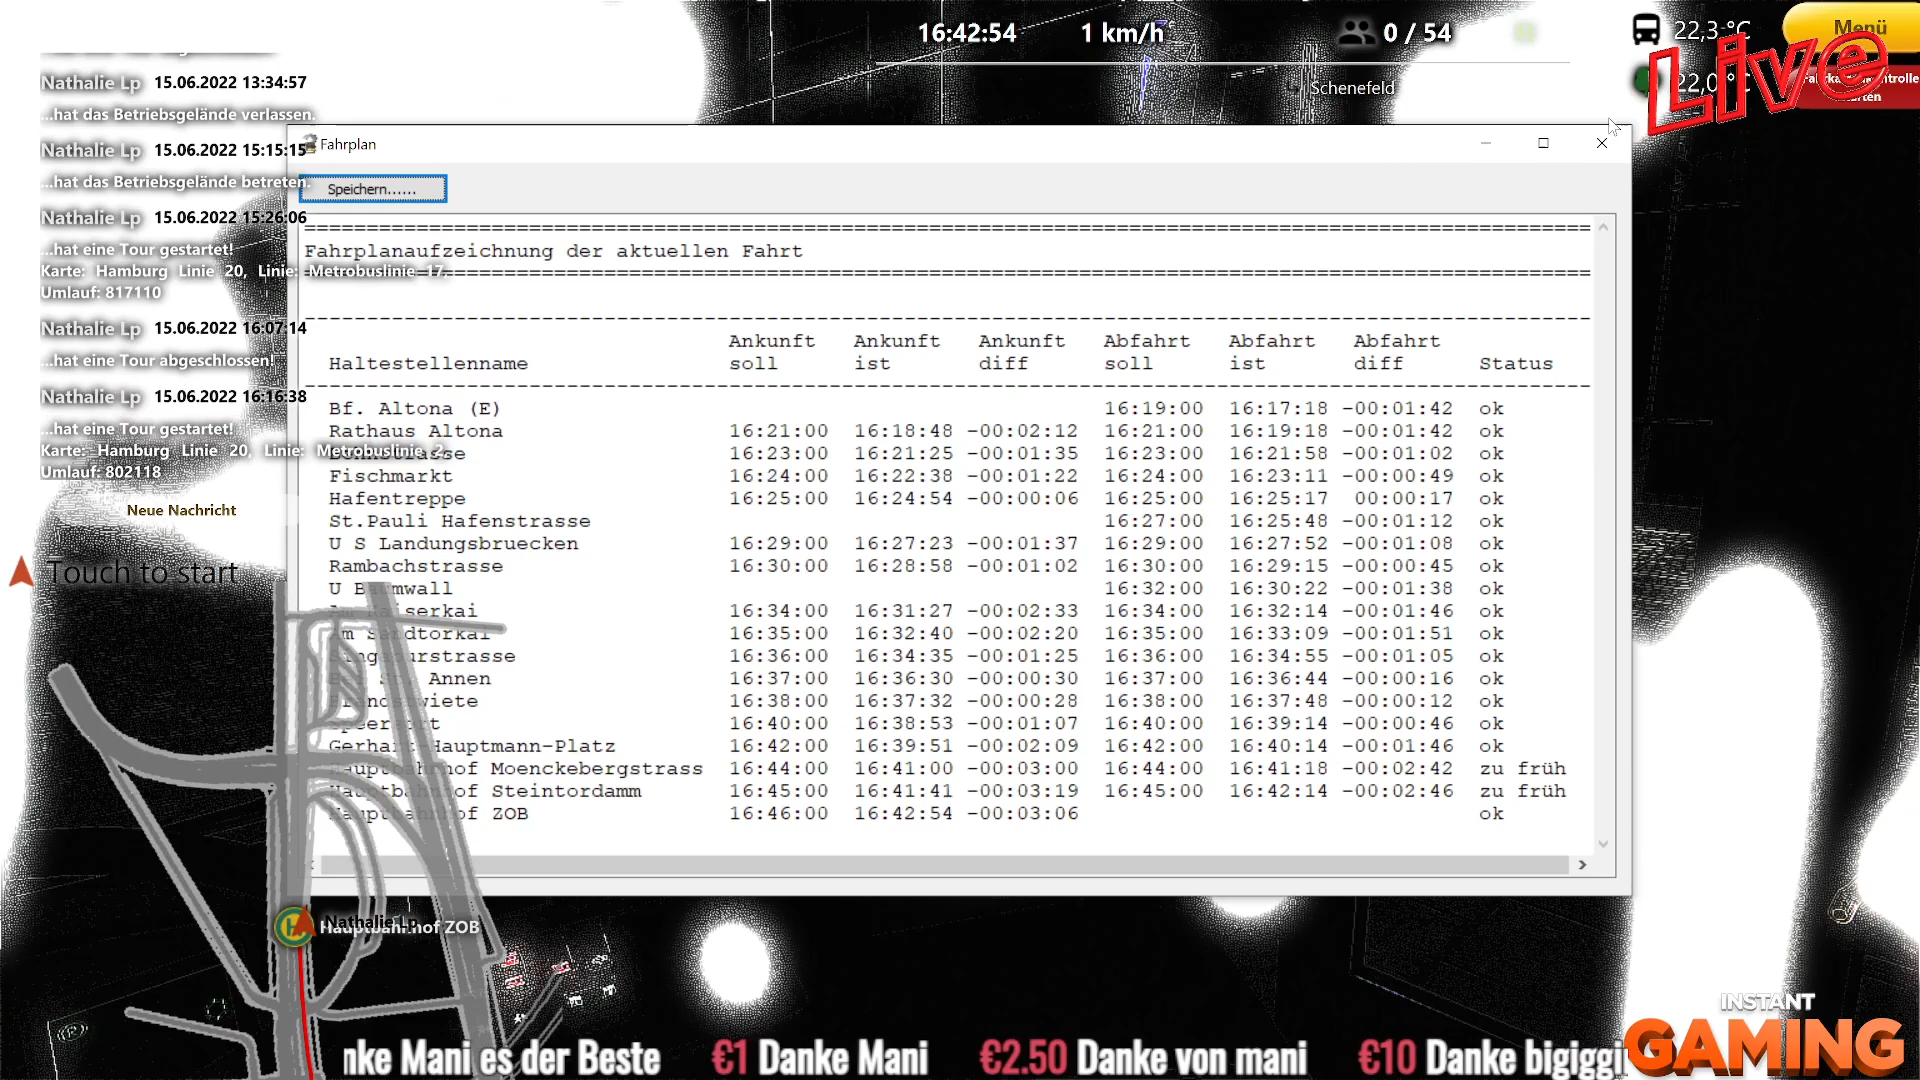 16:42:54 1 km/h 0 / 54 22,3 °C Menü
Live
22,0 °C
Schenefeld
Nathalie Lp 15.06.2022 13:34:57
...hat das Betriebsgelände verlassen.
Nathalie Lp 15.06.2022 15:15:15
...hat das Betriebsgelände betreten.
Nathalie Lp 15.06.2022 15:26:06
...hat eine Tour gestartet!
Karte: Hamburg Linie 20, Linie: Metrobuslinie 17,
Umlauf: 817110
Nathalie Lp 15.06.2022 16:07:14
...hat eine Tour abgeschlossen!
Nathalie Lp 15.06.2022 16:16:38
...hat eine Tour gestartet!
Karte: Hamburg Linie 20, Linie: Metrobuslinie 2,
Umlauf: 802118
Neue Nachricht
Touch to start
Fahrplan
Speichern......
Fahrplanaufzeichnung der aktuellen Fahrt
Ankunft Ankunft Ankunft Abfahrt Abfahrt Abfahrt
Haltestellenname soll ist diff soll ist diff Status
Bf. Altona (E) 16:19:00 16:17:18 -00:01:42 ok
Rathaus Altona 16:21:00 16:18:48 -00:02:12 16:21:00 16:19:18 -00:01:42 ok
16:23:00 16:21:25 -00:01:35 16:23:00 16:21:58 -00:01:02 ok
Fischmarkt 16:24:00 16:22:38 -00:01:22 16:24:00 16:23:11 -00:00:49 ok
Hafentreppe 16:25:00 16:24:54 -00:00:06 16:25:00 16:25:17 00:00:17 ok
St.Pauli Hafenstrasse 16:27:00 16:25:48 -00:01:12 ok
U S Landungsbruecken 16:29:00 16:27:23 -00:01:37 16:29:00 16:27:52 -00:01:08 ok
Rambachstrasse 16:30:00 16:28:58 -00:01:02 16:30:00 16:29:15 -00:00:45 ok
U Baumwall 16:32:00 16:30:22 -00:01:38 ok
Am Kaiserkai 16:34:00 16:31:27 -00:02:33 16:34:00 16:32:14 -00:01:46 ok
Am Sandtorkai 16:35:00 16:32:40 -00:02:20 16:35:00 16:33:09 -00:01:51 ok
Singapurstrasse 16:36:00 16:34:35 -00:01:25 16:36:00 16:34:55 -00:01:05 ok
Annen 16:37:00 16:36:30 -00:00:30 16:37:00 16:36:44 -00:00:16 ok
Brandstwiete 16:38:00 16:37:32 -00:00:28 16:38:00 16:37:48 -00:00:12 ok
Speersort 16:40:00 16:38:53 -00:01:07 16:40:00 16:39:14 -00:00:46 ok
Gerhart-Hauptmann-Platz 16:42:00 16:39:51 -00:02:09 16:42:00 16:40:14 -00:01:46 ok
Hauptbahnhof Moenckebergstrass 16:44:00 16:41:00 -00:03:00 16:44:00 16:41:18 -00:02:42 zu früh
Hauptbahnhof Steintordamm 16:45:00 16:41:41 -00:03:19 16:45:00 16:42:14 -00:02:46 zu früh
Hauptbahnhof ZOB 16:46:00 16:42:54 -00:03:06 ok
Nathalie Lp
Hauptbahnhof ZOB
nke Mani es der Beste €1 Danke Mani €2.50 Danke von mani €10 Danke bigiggi
INSTANT
GAMING